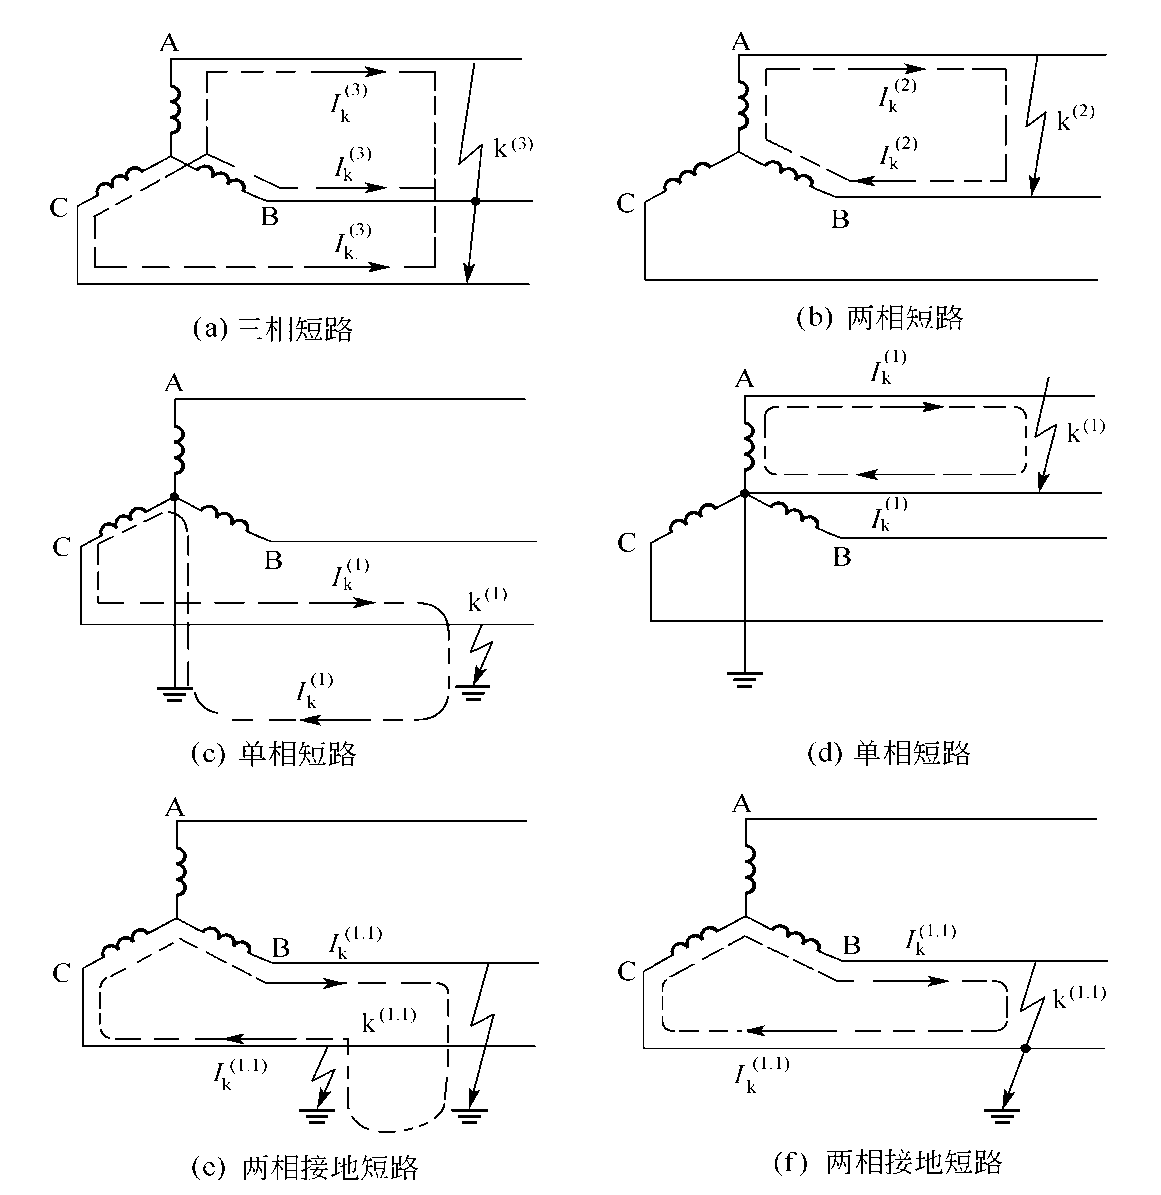 A
A
I_k^(3)
I_k^(2)
k^(2)
k^(3)
I_k^(3)
I_k^(2)
C
B
C
B
I_k^(3)
(a) 三相短路
(b) 两相短路
A
A
I_k^(1)
k^(1)
I_k^(1)
C
B
C
B
I_k^(1)
k^(1)
I_k^(1)
(c) 单相短路
(d) 单相短路
A
A
B
I_k^(1.1)
B
I_k^(1.1)
C
C
k^(1.1)
k^(1.1)
I_k^(1.1)
I_k^(1.1)
(e) 两相接地短路
(f) 两相接地短路